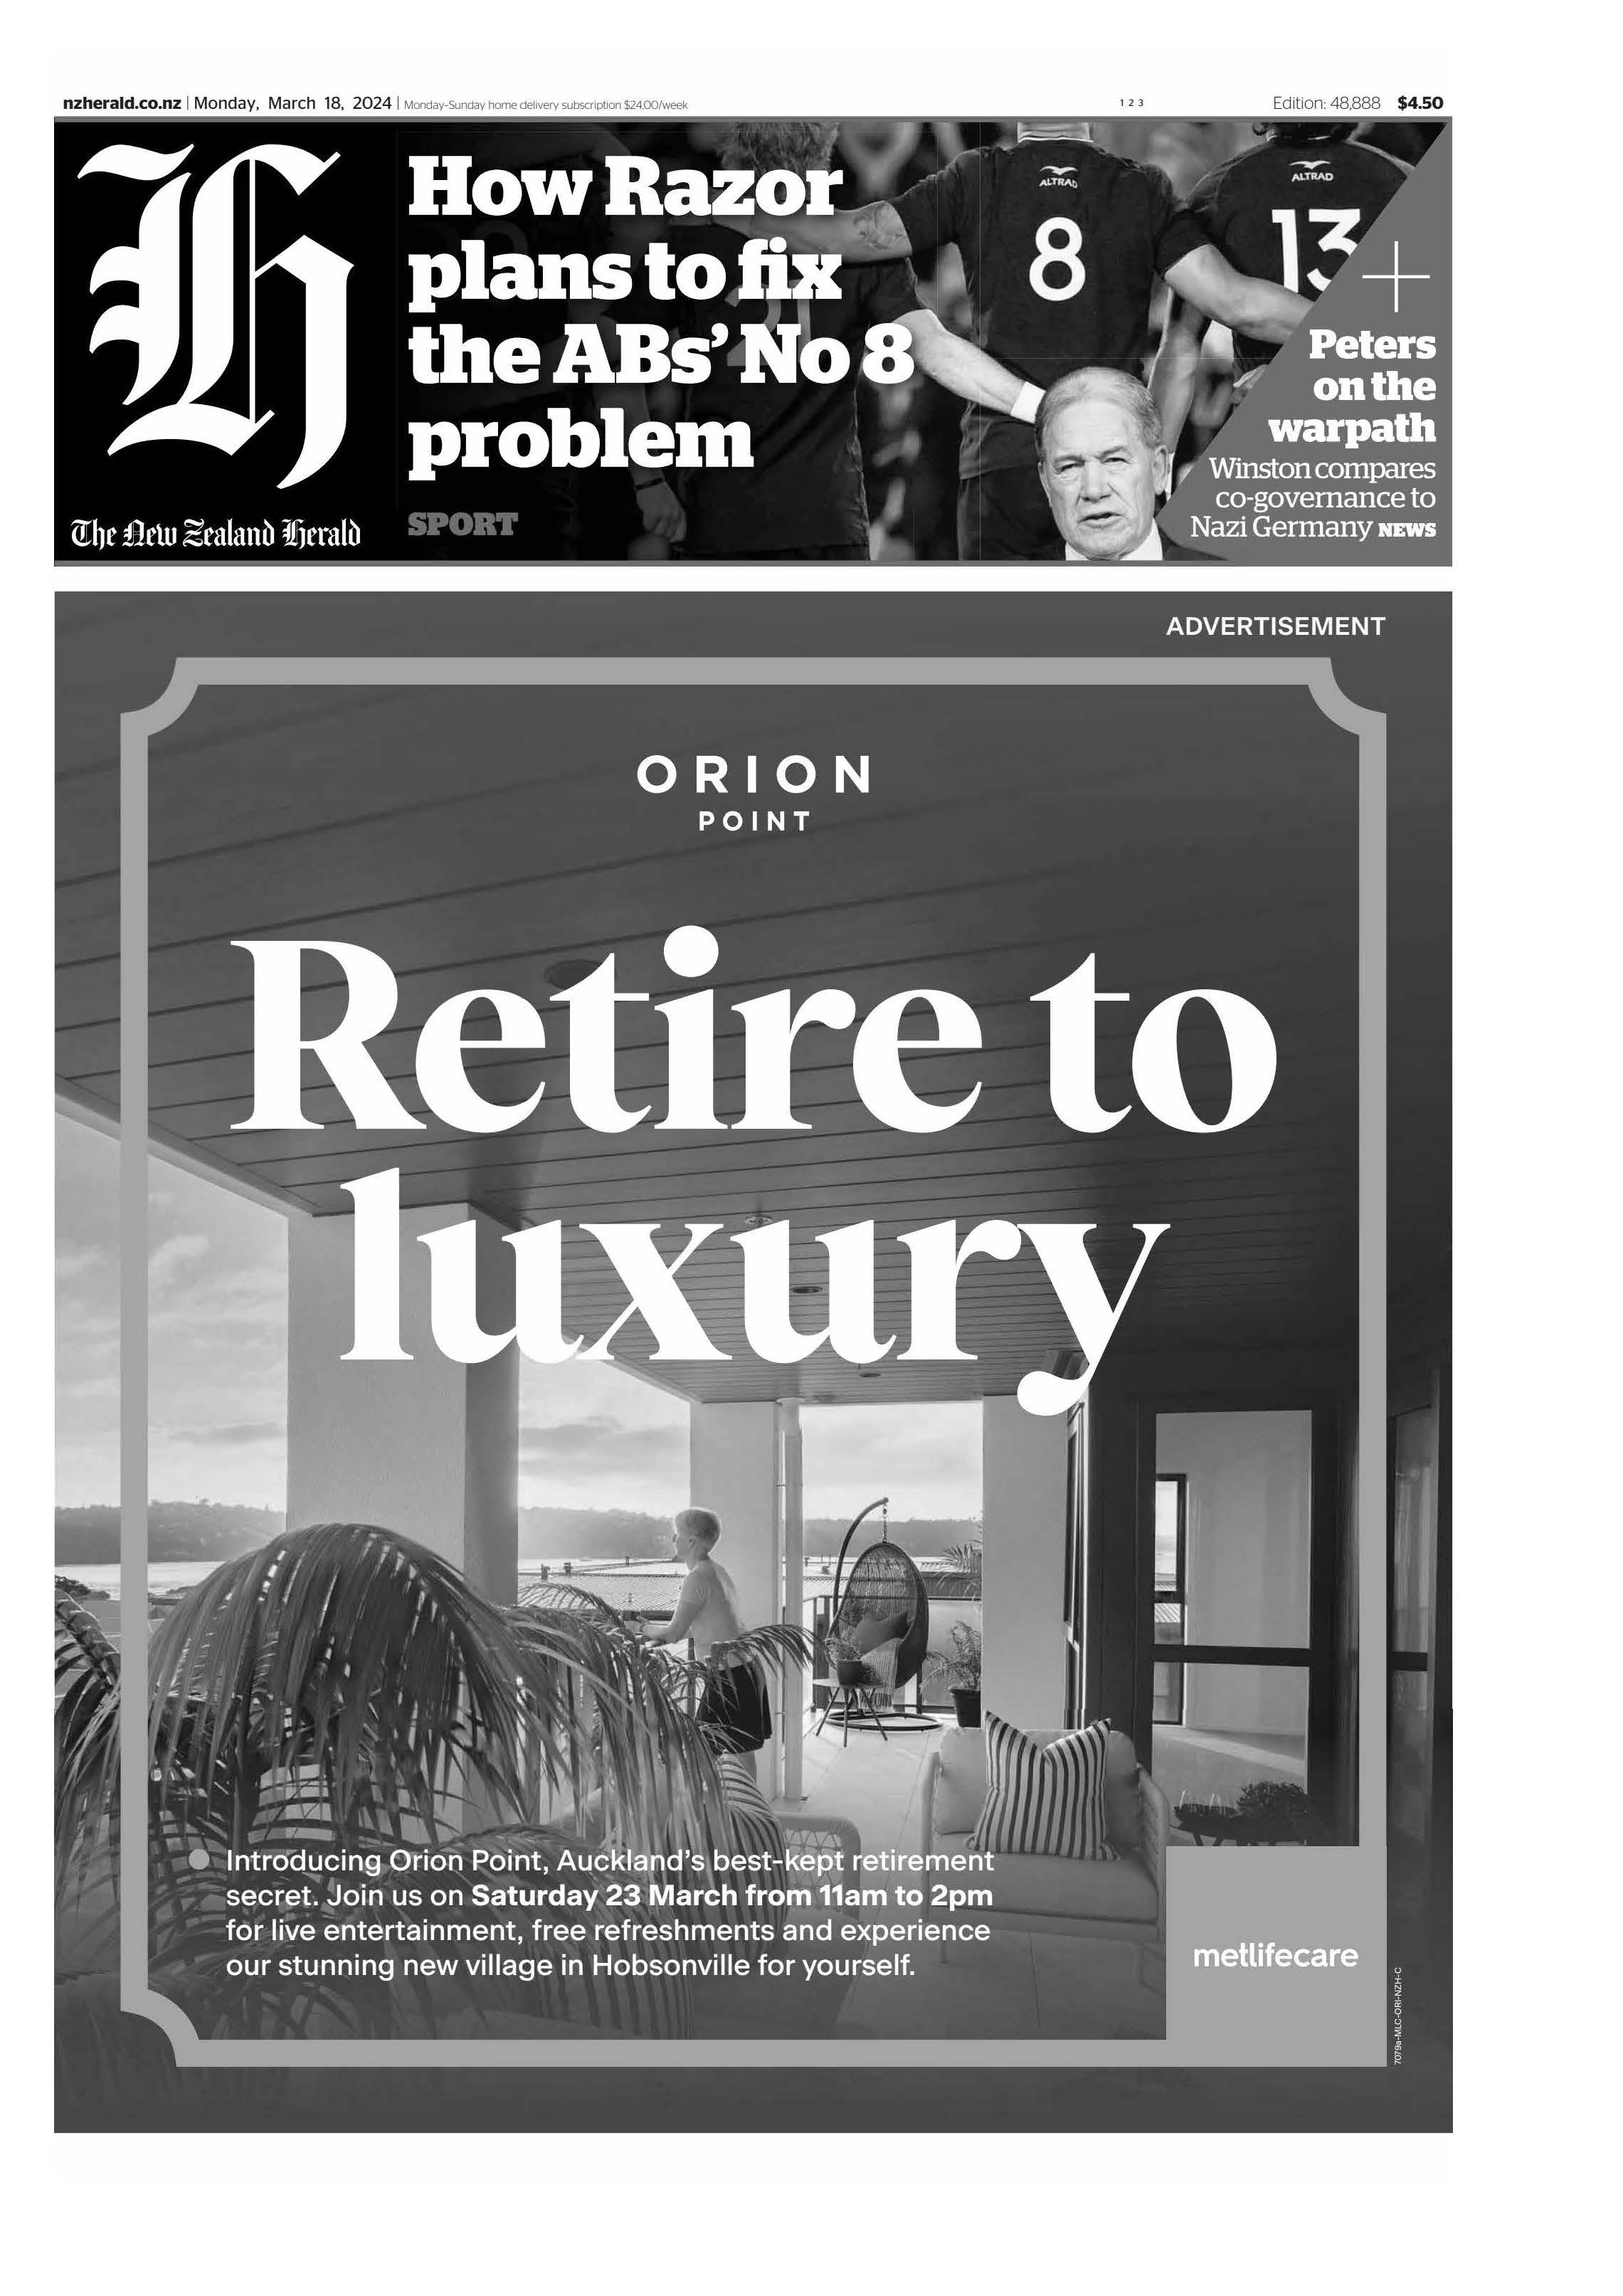 nzherald.co.nz | Monday, March 18, 2024 | Monday-Sunday home delivery subscription $24.00/week
1 2 3
Edition: 48,888 $4.50
H
The New Zealand Herald
How Razor
plans to fix
the ABs' No 8
problem
SPORT
ALTRAD
8
ALTRAD
13
21
Peters
on the
warpath
Winston compares
co-governance to
Nazi Germany NEWS
ADVERTISEMENT
ORION
POINT
Retire to
luxury
Introducing Orion Point, Auckland's best-kept retirement
secret. Join us on Saturday 23 March from 11am to 2pm
for live entertainment, free refreshments and experience
our stunning new village in Hobsonville for yourself.
metlifecare
7079a-MLC-ORI-NZH-C